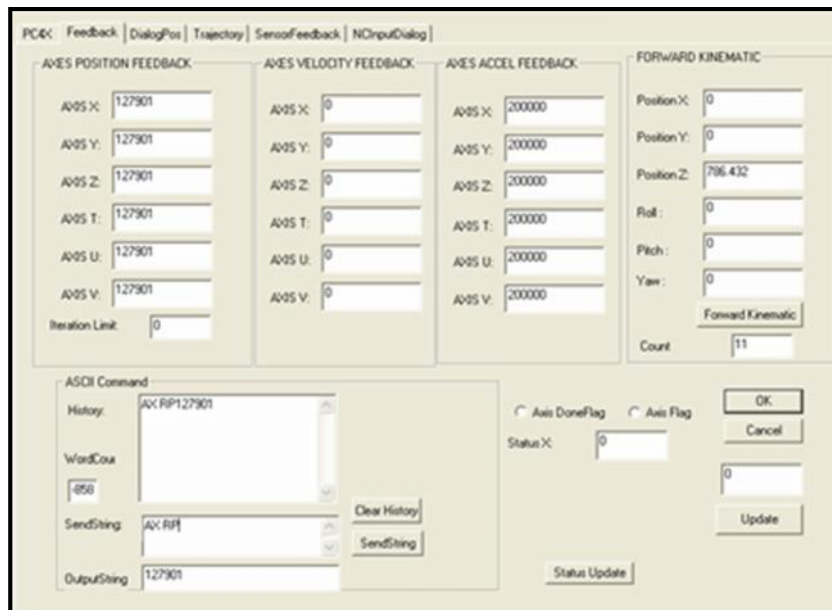 PC4X Feedback DialogPos Trajectory SensorFeedback NCInputDialog
AXES POSITION FEEDBACK
AXIS X: 127901
AXIS Y: 127901
AXIS Z: 127901
AXIS T: 127901
AXIS U: 127901
AXIS V: 127901
Iteration Limit: 0
AXES VELOCITY FEEDBACK
AXIS X: 0
AXIS Y: 0
AXIS Z: 0
AXIS T: 0
AXIS U: 0
AXIS V: 0
AXES ACCEL FEEDBACK
AXIS X: 200000
AXIS Y: 200000
AXIS Z: 200000
AXIS T: 200000
AXIS U: 200000
AXIS V: 200000
FORWARD KINEMATIC
Position X: 0
Position Y: 0
Position Z: 786.432
Roll : 0
Pitch : 0
Yaw : 0
Forward Kinematic
Count 11
ASCII Command
History: AX RP127901
WordCour
-858
SendString: AX RP
OutputString 127901
Clear History
SendString
Axis DoneFlag Axis Flag
Status X: 0
Status Update
OK
Cancel
0
Update